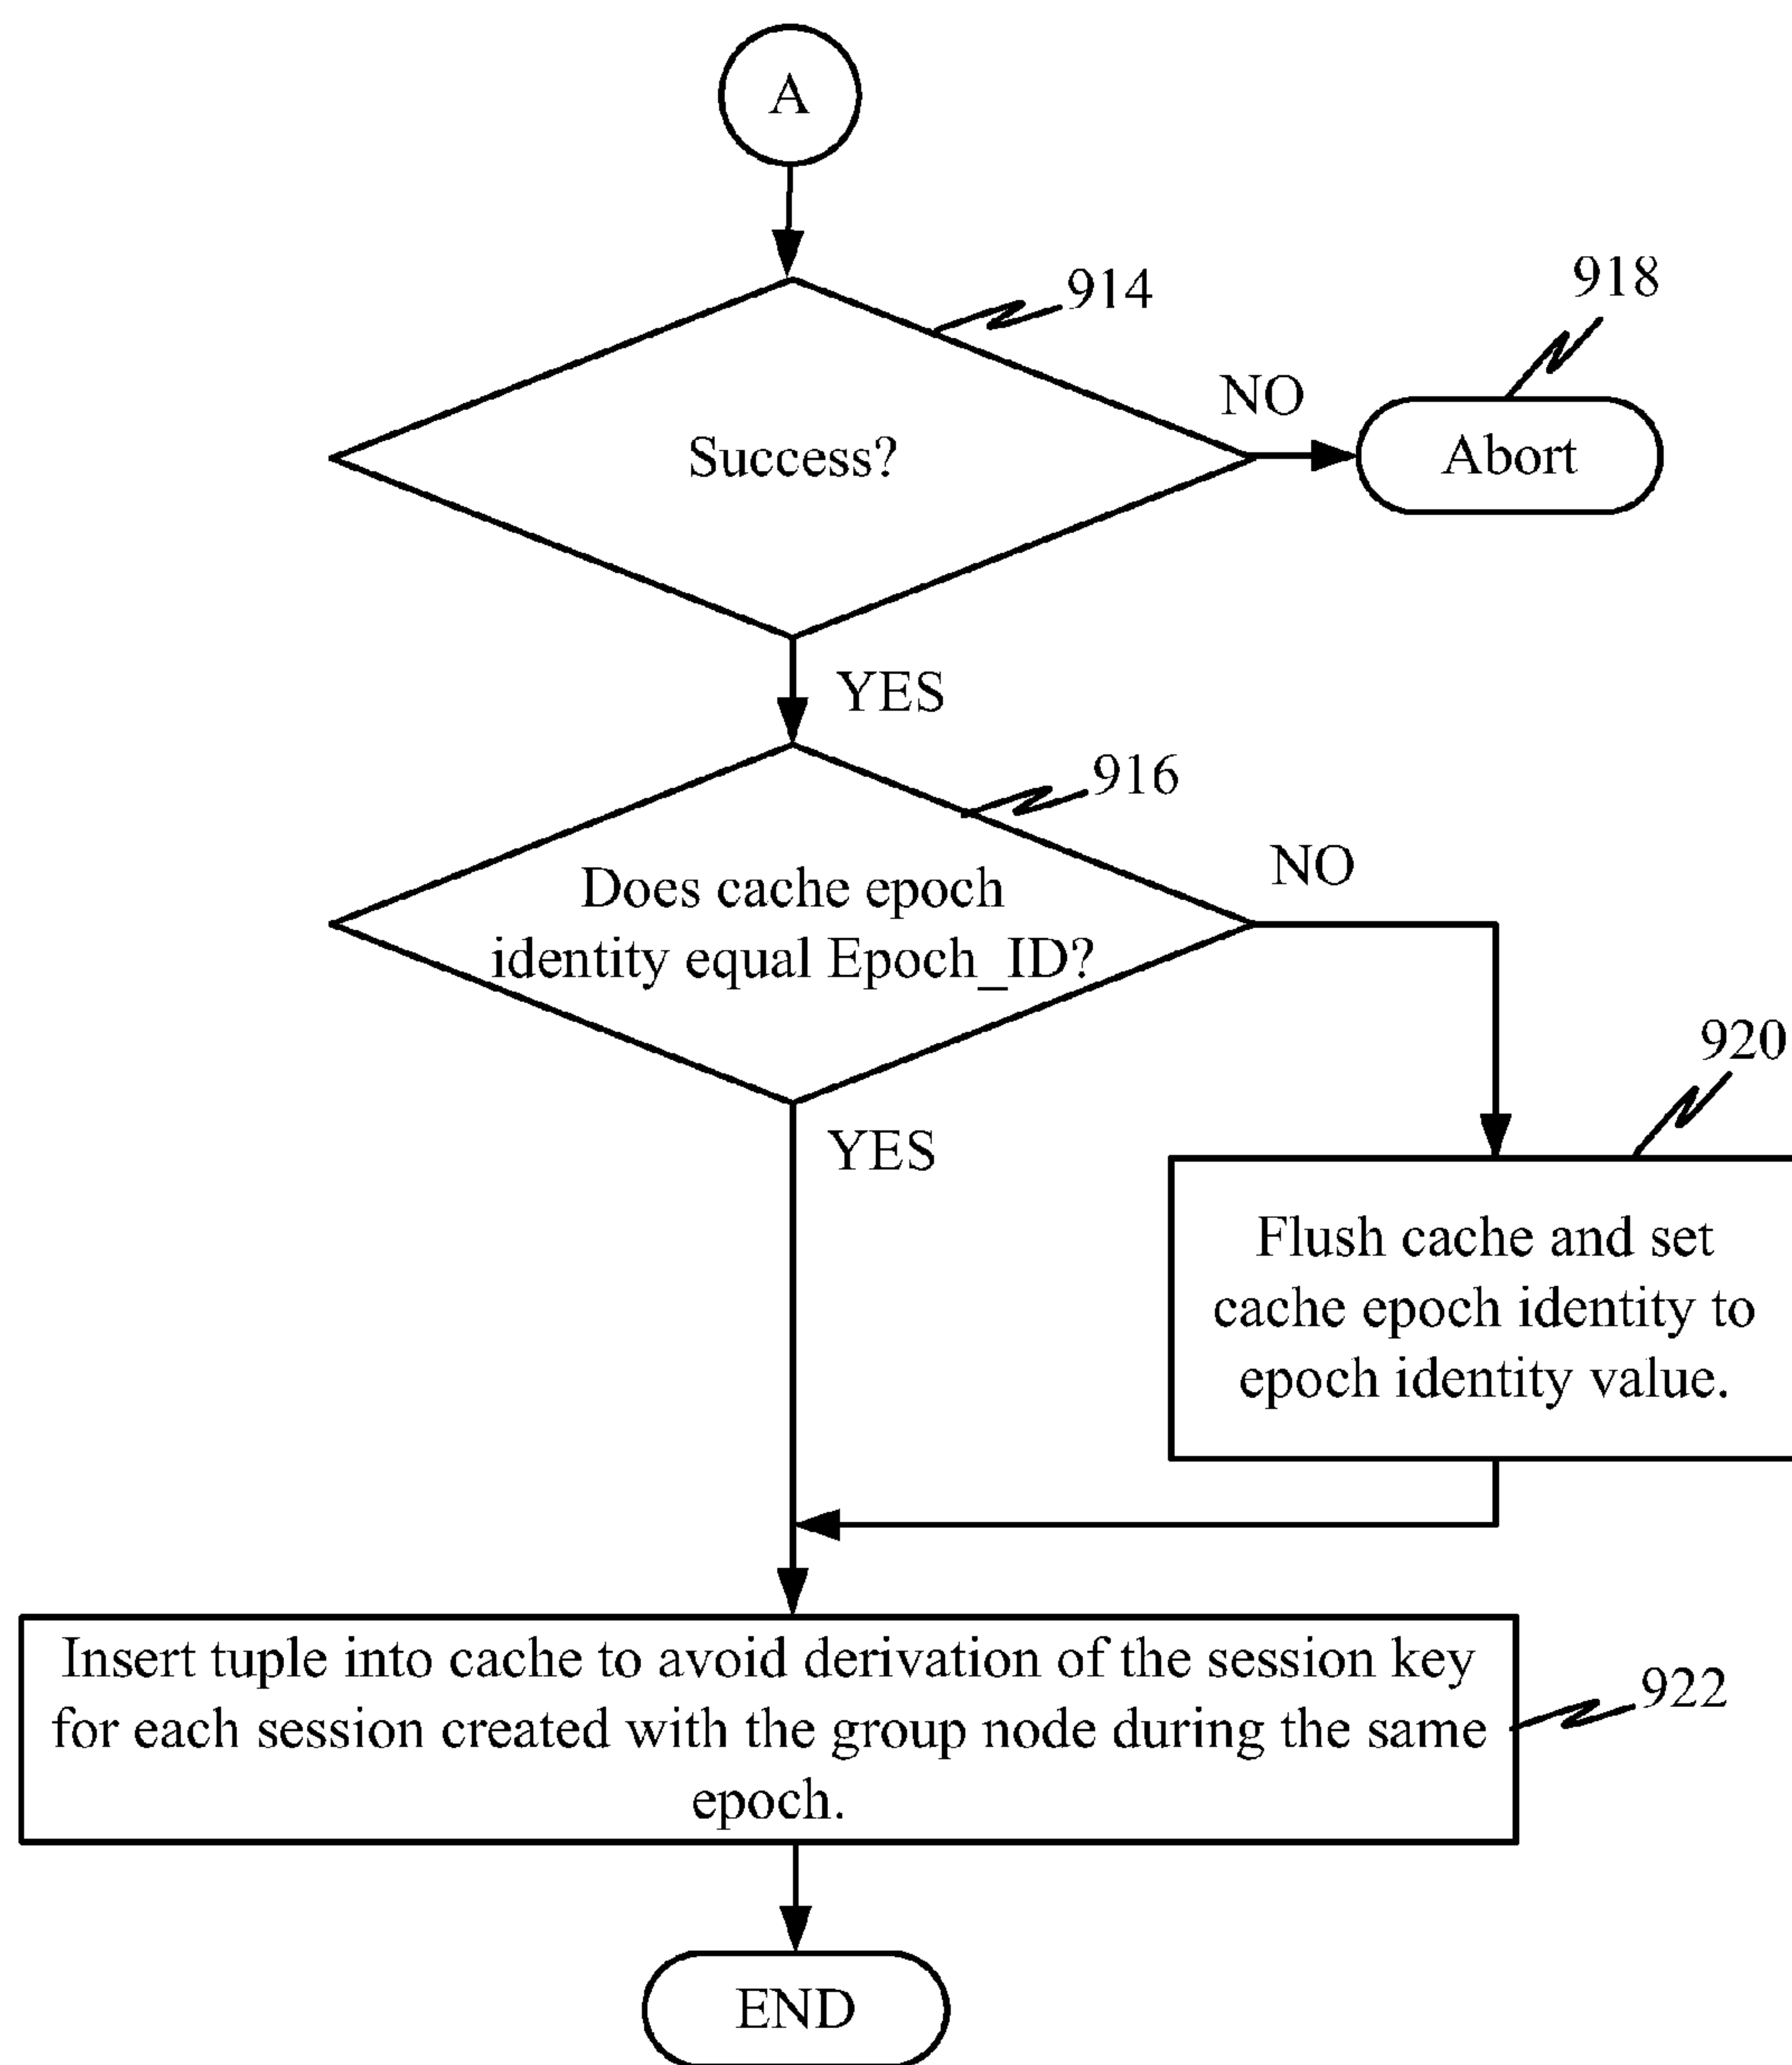 A
914
918
NO
Success?
Abort
YES
916
NO
Does cache epoch
identity equal Epoch_ID?
920
YES
Flush cache and set
cache epoch identity to
epoch identity value.
Insert tuple into cache to avoid derivation of the session key
for each session created with the group node during the same
epoch.
922
END